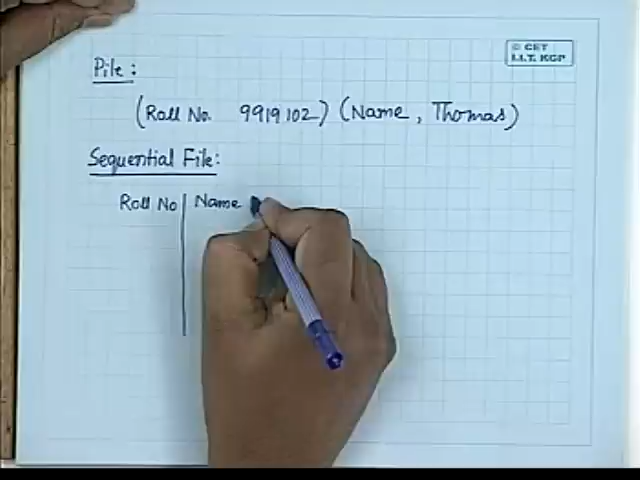 © CET
I.I.T. KGP
Pile :
(Roll No. 9919102) (Name, Thomas)
Sequential File:
Roll No Name